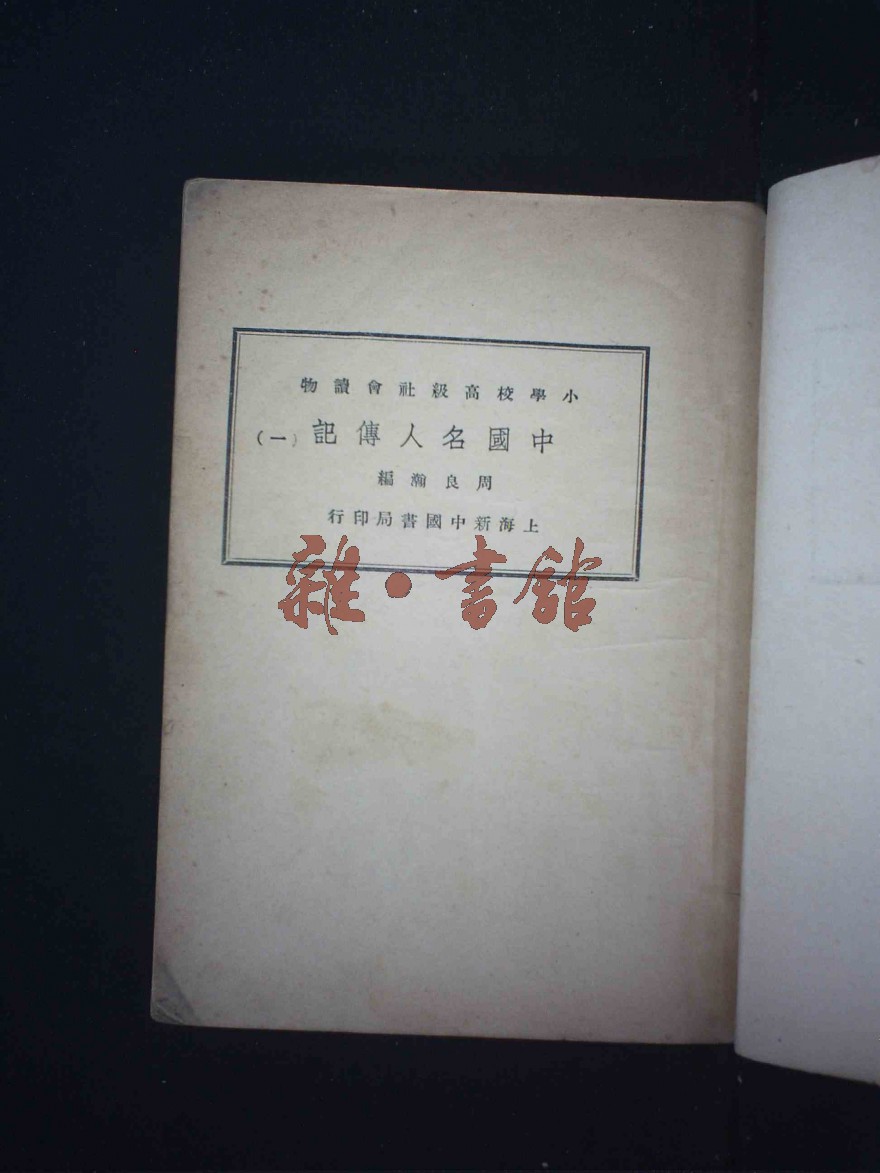 小學校高級社會讀物
中國名人傳記(一)
周良瀚編
上海新中國書局印行
雜·書館